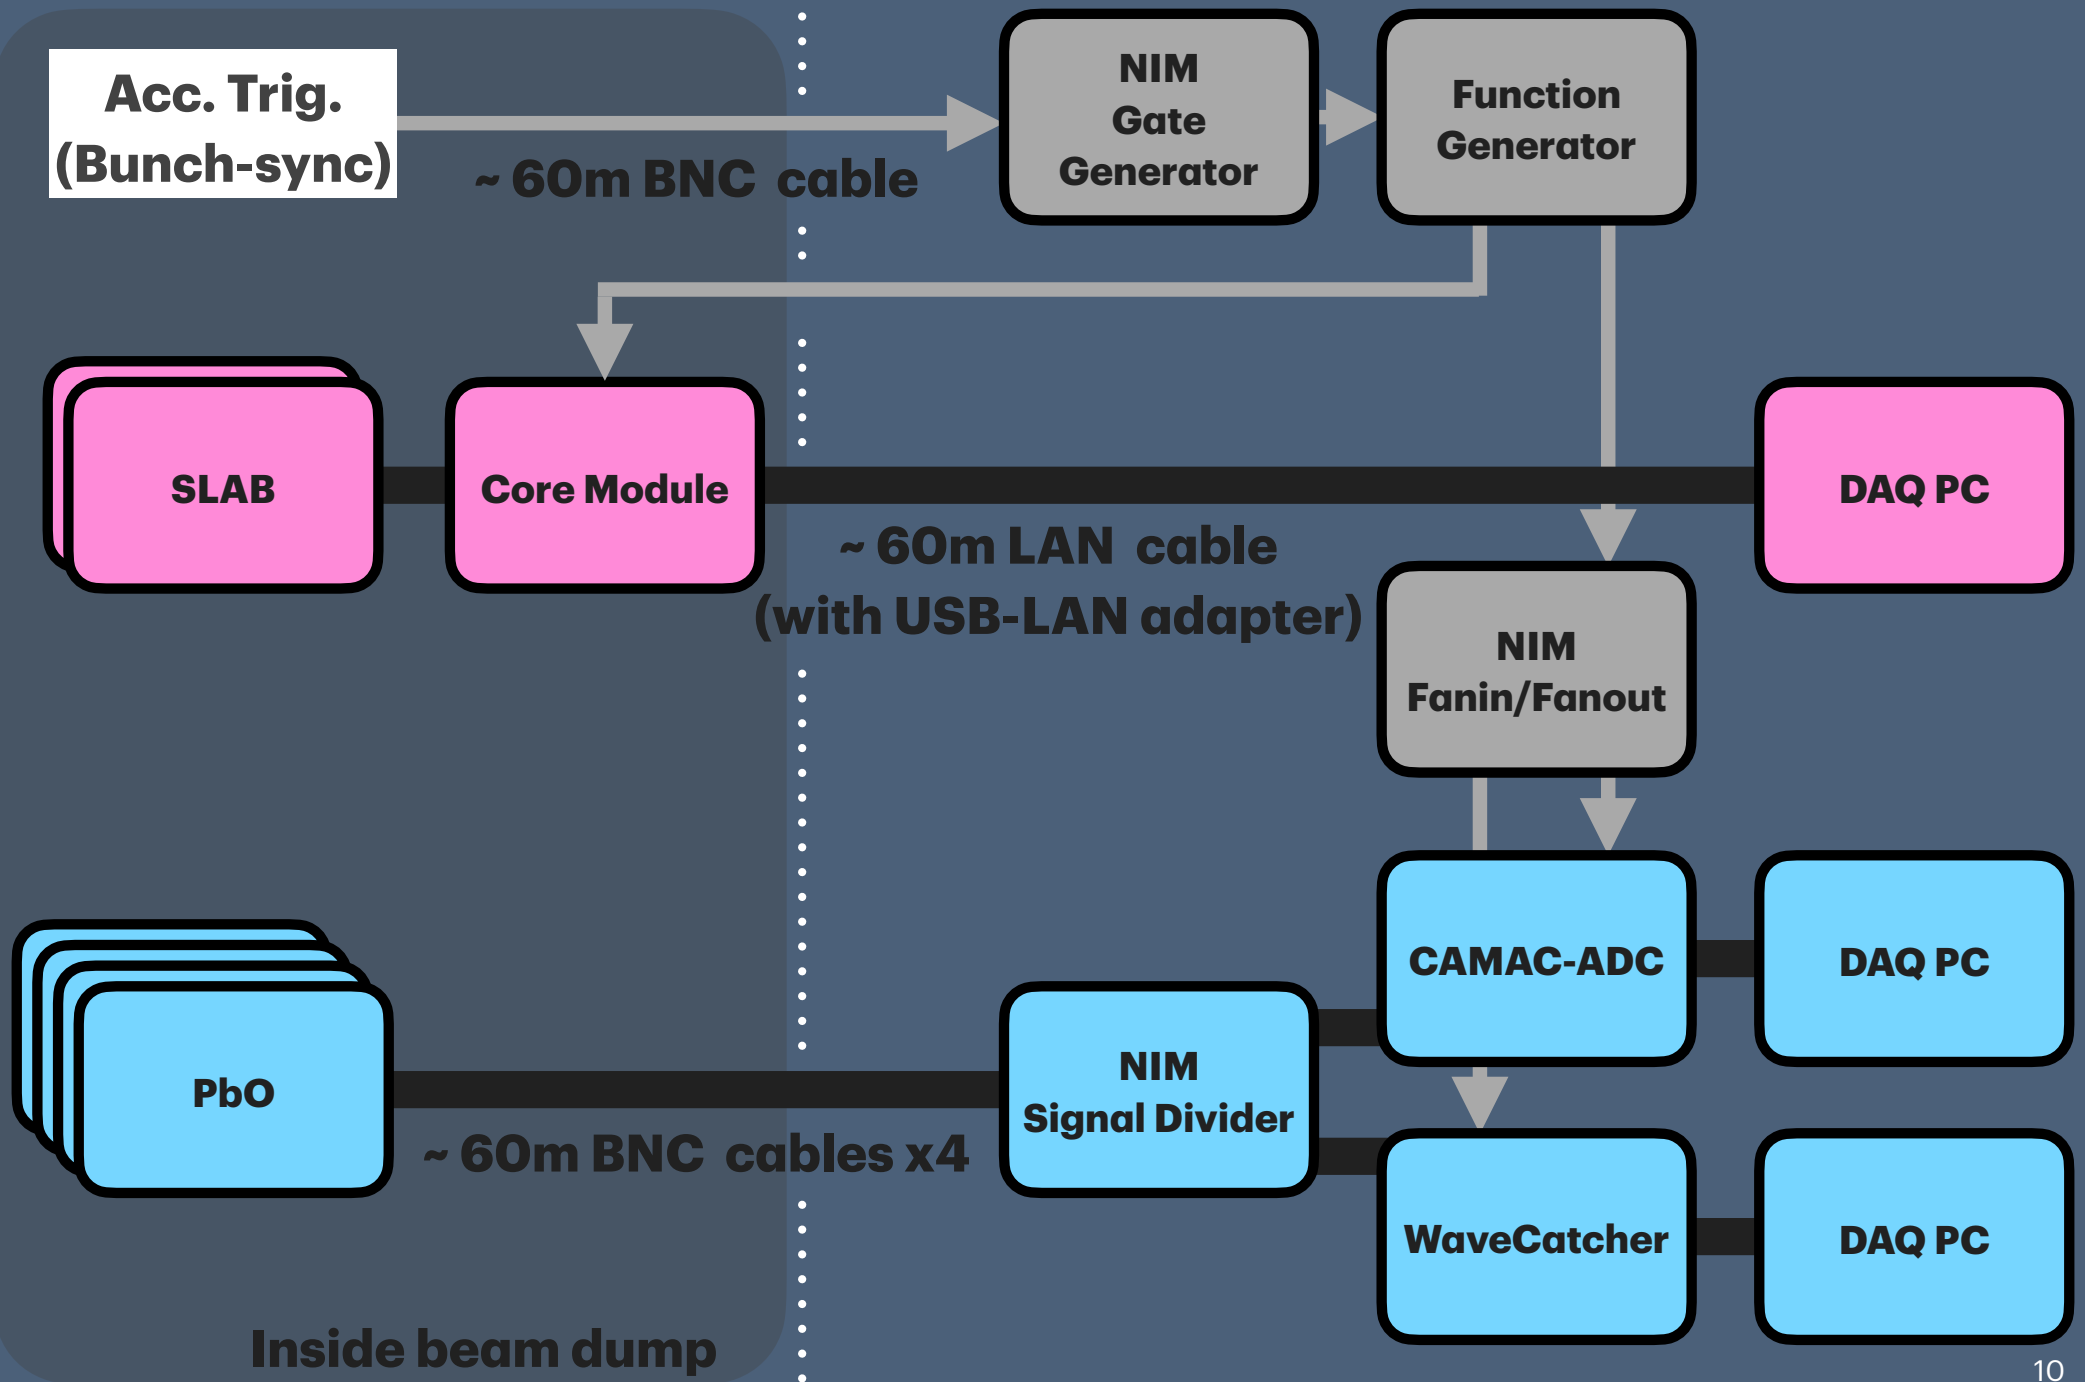 Acc. Trig.
(Bunch-sync)
~ 60m BNC cable
NIM
Gate
Generator
Function
Generator
SLAB
Core Module
DAQ PC
~ 60m LAN cable
(with USB-LAN adapter)
NIM
Fanin/Fanout
CAMAC-ADC
DAQ PC
PbO
~ 60m BNC cables x4
NIM
Signal Divider
WaveCatcher
DAQ PC
Inside beam dump
10